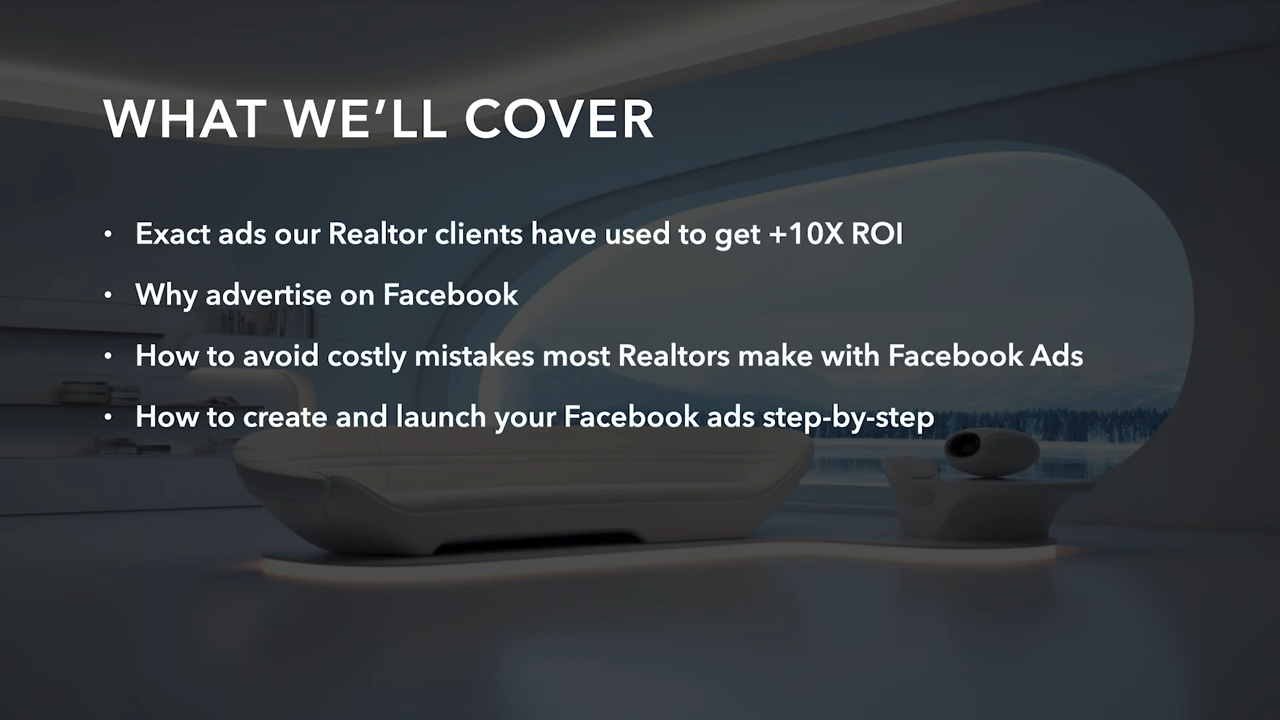 WHAT WE’LL COVER
• Exact ads our Realtor clients have used to get +10X ROI
• Why advertise on Facebook
• How to avoid costly mistakes most Realtors make with Facebook Ads
• How to create and launch your Facebook ads step-by-step